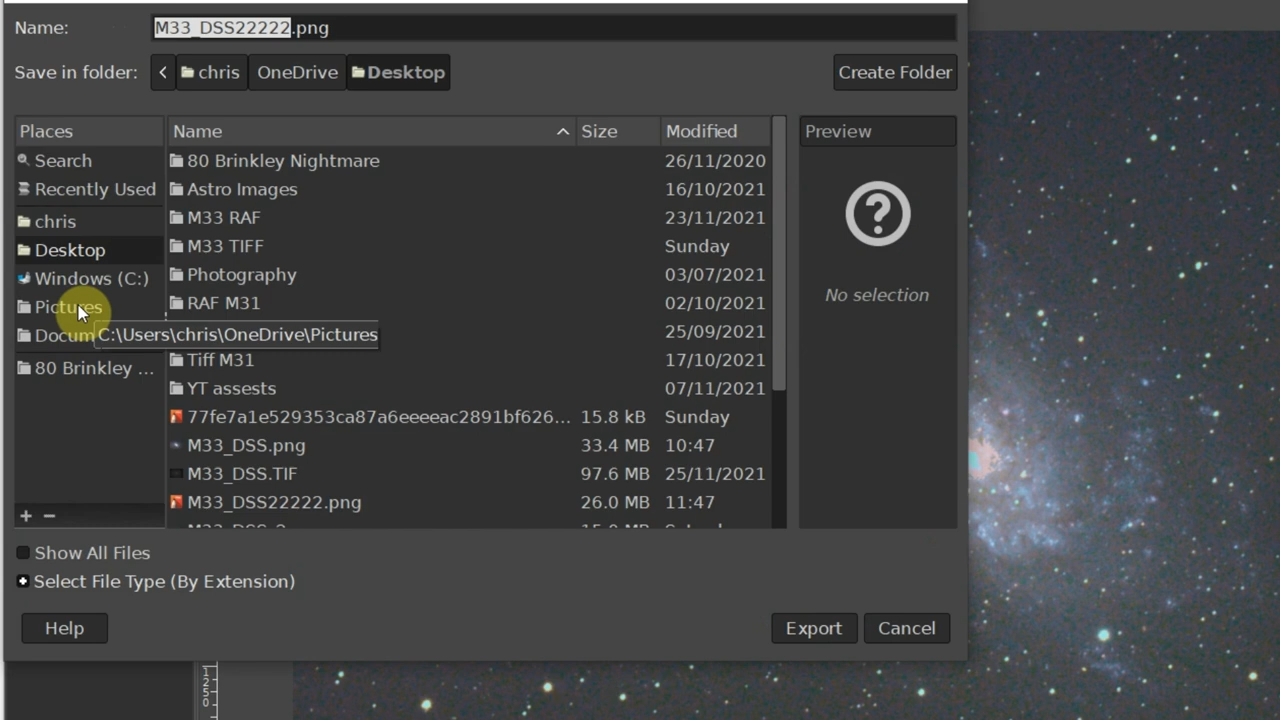 Name: M33_DSS22222.png
Save in folder: chris OneDrive Desktop Create Folder
Places Name Size Modified Preview
Search
Recently Used
chris
Desktop
Windows (C:)
Pictures
Docum
80 Brinkley ...
80 Brinkley Nightmare 26/11/2020
Astro Images 16/10/2021
M33 RAF 23/11/2021
M33 TIFF Sunday
Photography 03/07/2021
RAF M31 02/10/2021
C:\Users\chris\OneDrive\Pictures
25/09/2021
Tiff M31 17/10/2021
YT assests 07/11/2021
77fe7a1e529353ca87a6eeeeac2891bf626... 15.8 kB Sunday
M33_DSS.png 33.4 MB 10:47
M33_DSS.TIF 97.6 MB 25/11/2021
M33_DSS22222.png 26.0 MB 11:47
No selection
Show All Files
Select File Type (By Extension)
Help Export Cancel
1
2
5
0